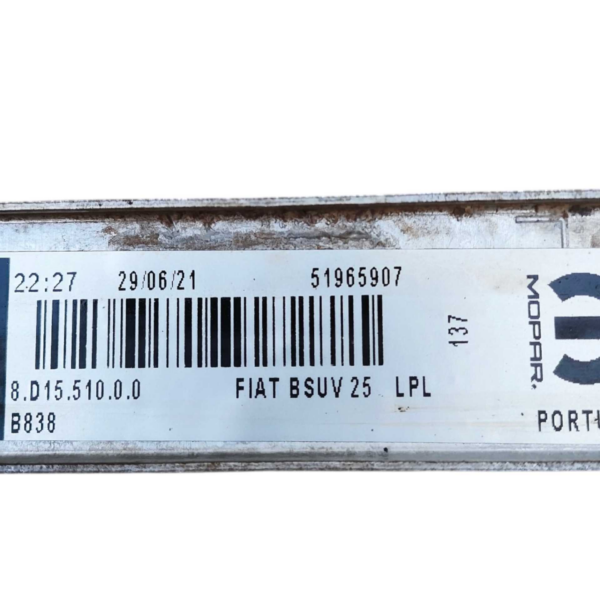 22:27 29/06/21 51965907
8.D15.510.0.0 FIAT BSUV 25 LPL
B838
137
MOPAR.